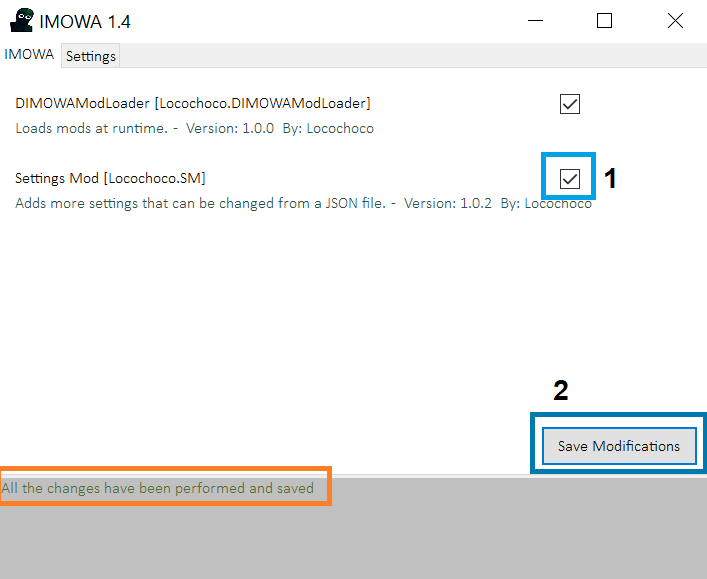 IMOWA 1.4
IMOWA Settings
DIMOWAModLoader [Locochoco.DIMOWAModLoader]
Loads mods at runtime. - Version: 1.0.0 By: Locochoco
Settings Mod [Locochoco.SM]
1
Adds more settings that can be changed from a JSON file. - Version: 1.0.2 By: Locochoco
2
Save Modifications
All the changes have been performed and saved